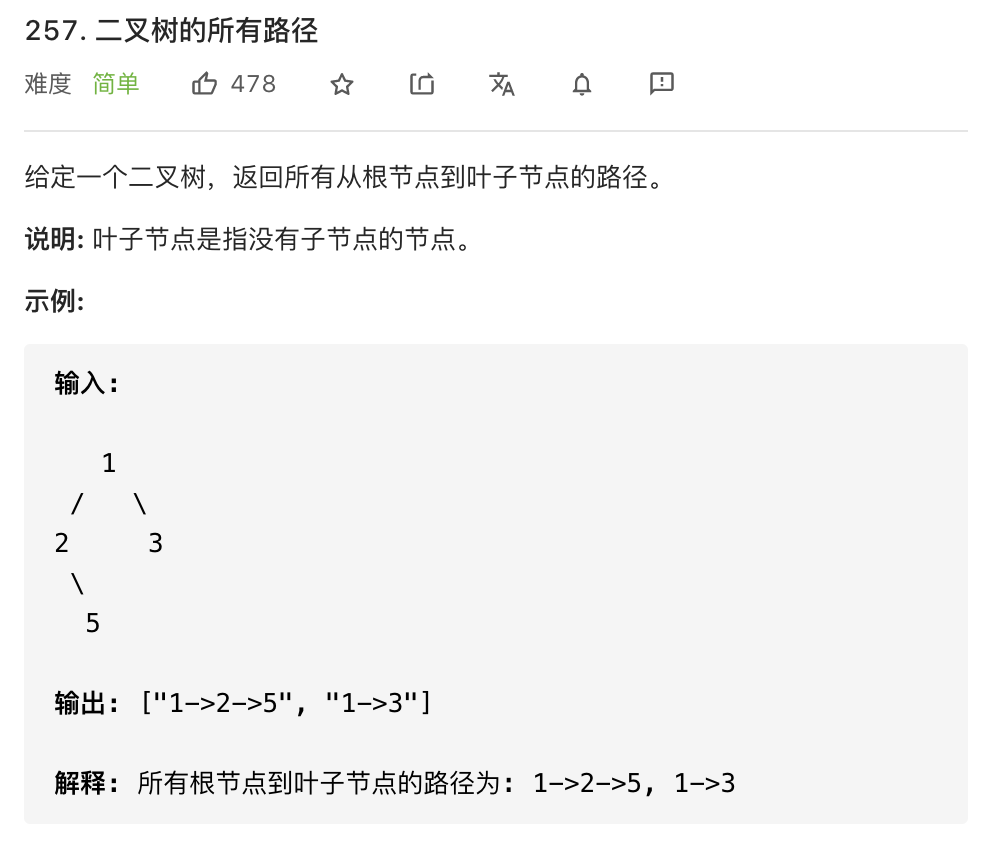 257. 二叉树的所有路径
难度 简单 478
给定一个二叉树，返回所有从根节点到叶子节点的路径。
说明: 叶子节点是指没有子节点的节点。
示例:
输入:
1
/ \
2 3
\
5
输出: ["1->2->5", "1->3"]
解释: 所有根节点到叶子节点的路径为: 1->2->5, 1->3